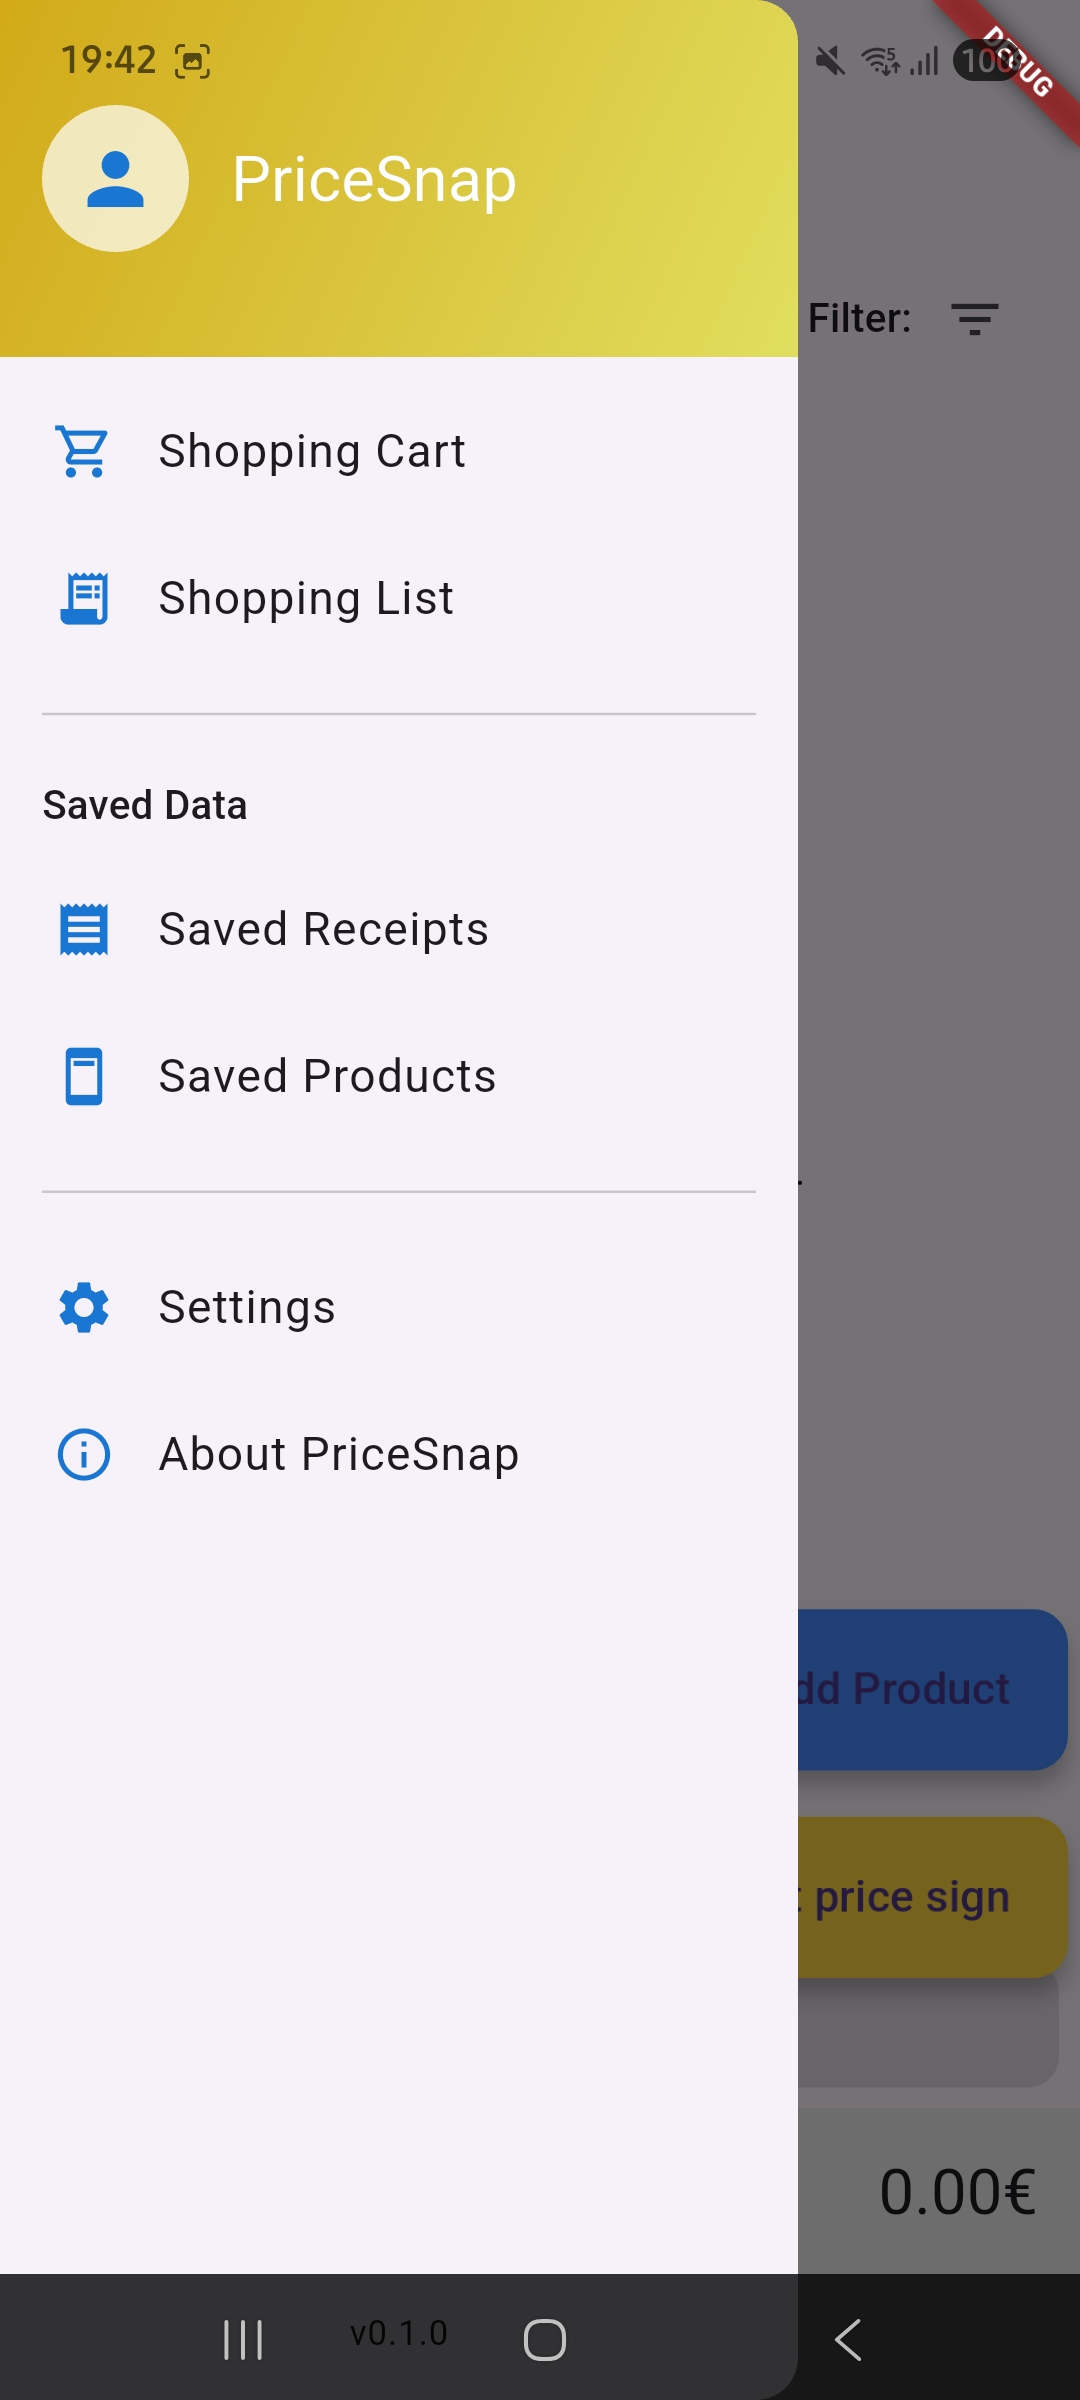 19:42
5
100
DEBUG
PriceSnap
Filter:
Shopping Cart
Shopping List
Saved Data
Saved Receipts
Saved Products
Settings
About PriceSnap
dd Product
price sign
0.00€
v0.1.0